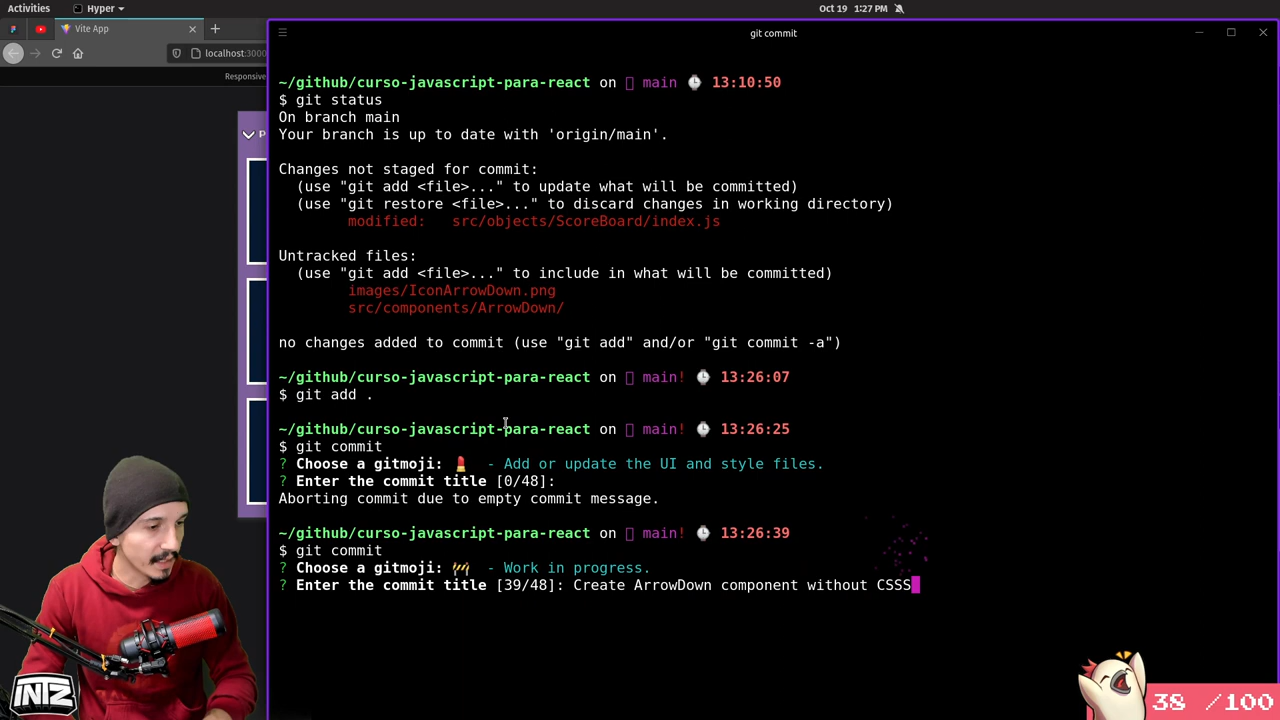 Activities
Hyper
Oct 19 1:27 PM
Vite App
git commit
localhost:3000
Responsive
~/github/curso-javascript-para-react on main 13:10:50
$ git status
On branch main
Your branch is up to date with 'origin/main'.
Changes not staged for commit:
(use "git add <file>..." to update what will be committed)
(use "git restore <file>..." to discard changes in working directory)
modified: src/objects/ScoreBoard/index.js
Untracked files:
(use "git add <file>..." to include in what will be committed)
images/IconArrowDown.png
src/components/ArrowDown/
no changes added to commit (use "git add" and/or "git commit -a")
~/github/curso-javascript-para-react on main! 13:26:07
$ git add .
~/github/curso-javascript-para-react on main! 13:26:25
$ git commit
? Choose a gitmoji: 💄 - Add or update the UI and style files.
? Enter the commit title [0/48]:
Aborting commit due to empty commit message.
~/github/curso-javascript-para-react on main! 13:26:39
$ git commit
? Choose a gitmoji: 🚧 - Work in progress.
? Enter the commit title [39/48]: Create ArrowDown component without CSSS
INTZ
38 /100